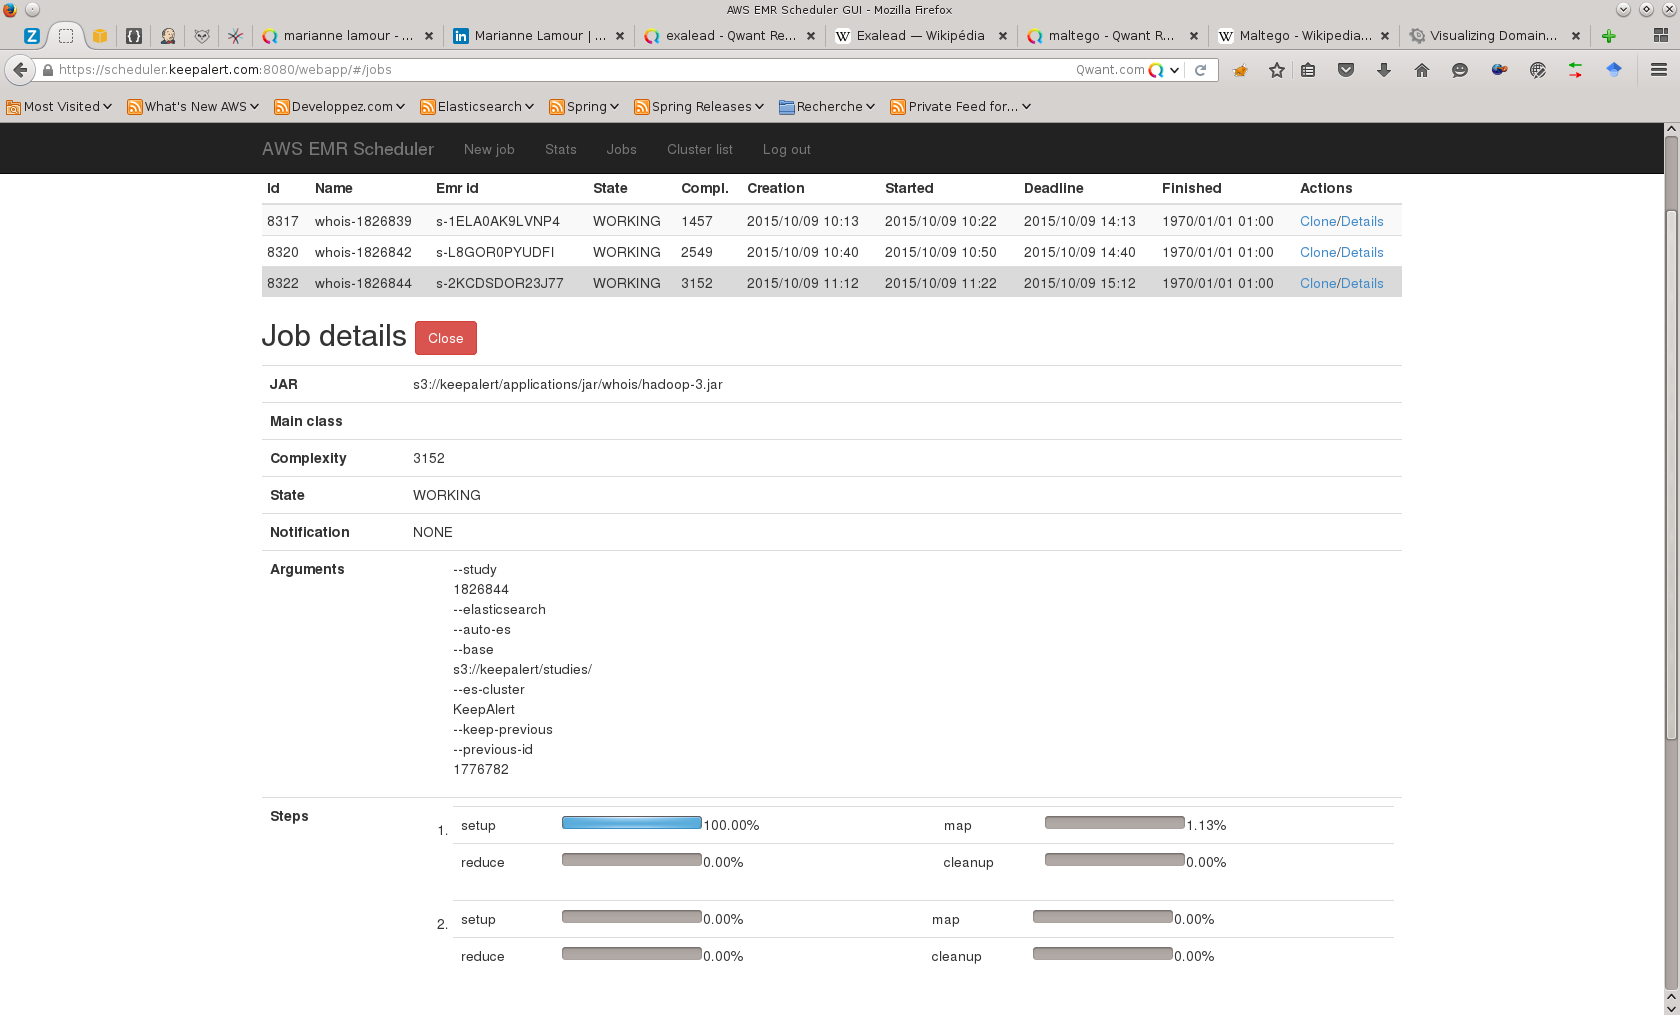 AWS EMR Scheduler GUI - Mozilla Firefox
marianne lamour - ... Marianne Lamour | ... exalead - Qwant Re... Exalead — Wikipédia maltego - Qwant R... Maltego - Wikipedia... Visualizing Domain...
https://scheduler.keepalert.com:8080/webapp/#/jobs Qwant.com
Most Visited What's New AWS Developpez.com Elasticsearch Spring Spring Releases Recherche Private Feed for...
AWS EMR Scheduler New job Stats Jobs Cluster list Log out
Id Name Emr id State Compl. Creation Started Deadline Finished Actions
8317 whois-1826839 s-1ELA0AK9LVNP4 WORKING 1457 2015/10/09 10:13 2015/10/09 10:22 2015/10/09 14:13 1970/01/01 01:00 Clone/Details
8320 whois-1826842 s-L8GOR0PYUDFI WORKING 2549 2015/10/09 10:40 2015/10/09 10:50 2015/10/09 14:40 1970/01/01 01:00 Clone/Details
8322 whois-1826844 s-2KCDSDOR23J77 WORKING 3152 2015/10/09 11:12 2015/10/09 11:22 2015/10/09 15:12 1970/01/01 01:00 Clone/Details
Job details Close
JAR s3://keepalert/applications/jar/whois/hadoop-3.jar
Main class
Complexity 3152
State WORKING
Notification NONE
Arguments --study
1826844
--elasticsearch
--auto-es
--base
s3://keepalert/studies/
--es-cluster
KeepAlert
--keep-previous
--previous-id
1776782
Steps
1. setup 100.00% map 1.13%
reduce 0.00% cleanup 0.00%
2. setup 0.00% map 0.00%
reduce 0.00% cleanup 0.00%